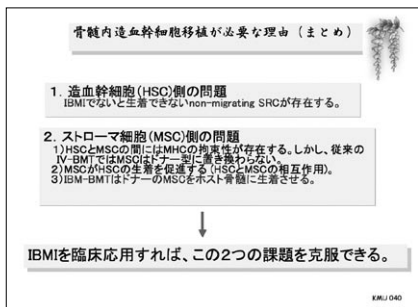 骨髄内造血幹細胞移植が必要な理由（まとめ）
1．造血幹細胞(HSC)側の問題
IBMIでないと生着できないnon-migrating SRCが存在する。
2．ストローマ細胞(MSC)側の問題
1)HSCとMSCの間にはMHCの拘束性が存在する。しかし、従来の
IV-BMTではMSCはドナー型に置き換わらない。
2)MSCがHSCの生着を促進する(HSCとMSCの相互作用)。
3)IBM-BMTはドナーのMSCをホスト骨髄に生着させる。
IBMIを臨床応用すれば、この2つの課題を克服できる。
KMU 040